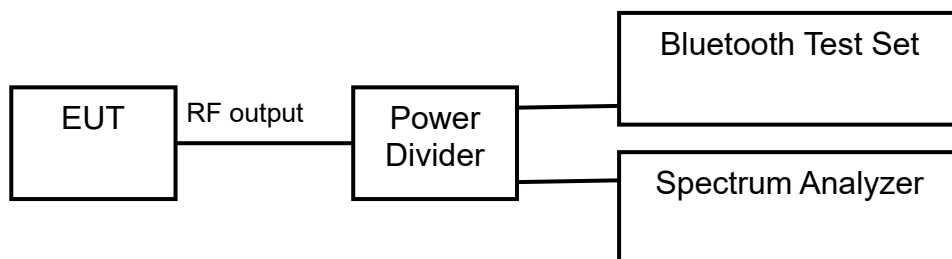 EUT
RF output
Power
Divider
Bluetooth Test Set
Spectrum Analyzer